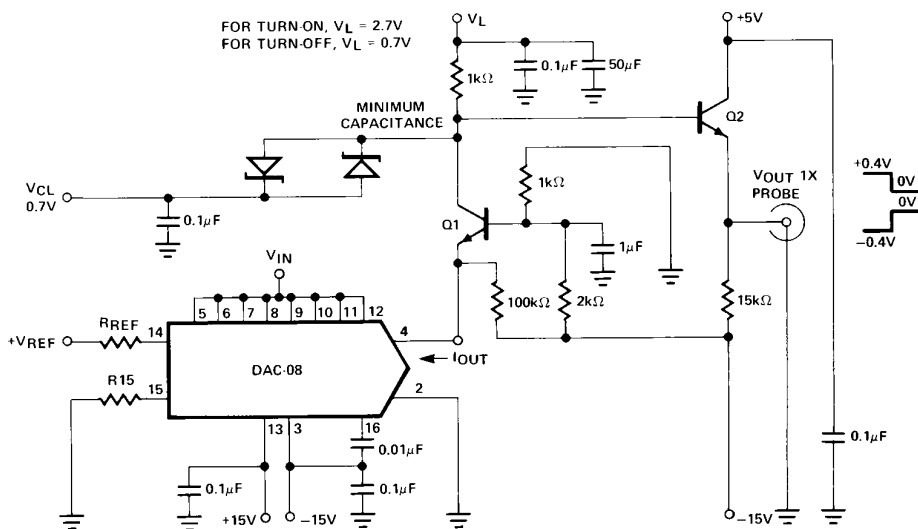 FOR TURN-ON, VL = 2.7V
FOR TURN-OFF, VL = 0.7V
VL
+5V
1kΩ
0.1µF
50µF
MINIMUM
CAPACITANCE
Q2
VCL
0.7V
0.1µF
1kΩ
Q1
1µF
VOUT 1X
PROBE
+0.4V
0V
0V
−0.4V
VIN
100kΩ
2kΩ
15kΩ
5
6
7
8
9
10
11
12
+VREF
RREF
14
4
IOUT
DAC-08
R15
15
2
13
3
16
0.01µF
0.1µF
0.1µF
0.1µF
+15V
−15V
−15V